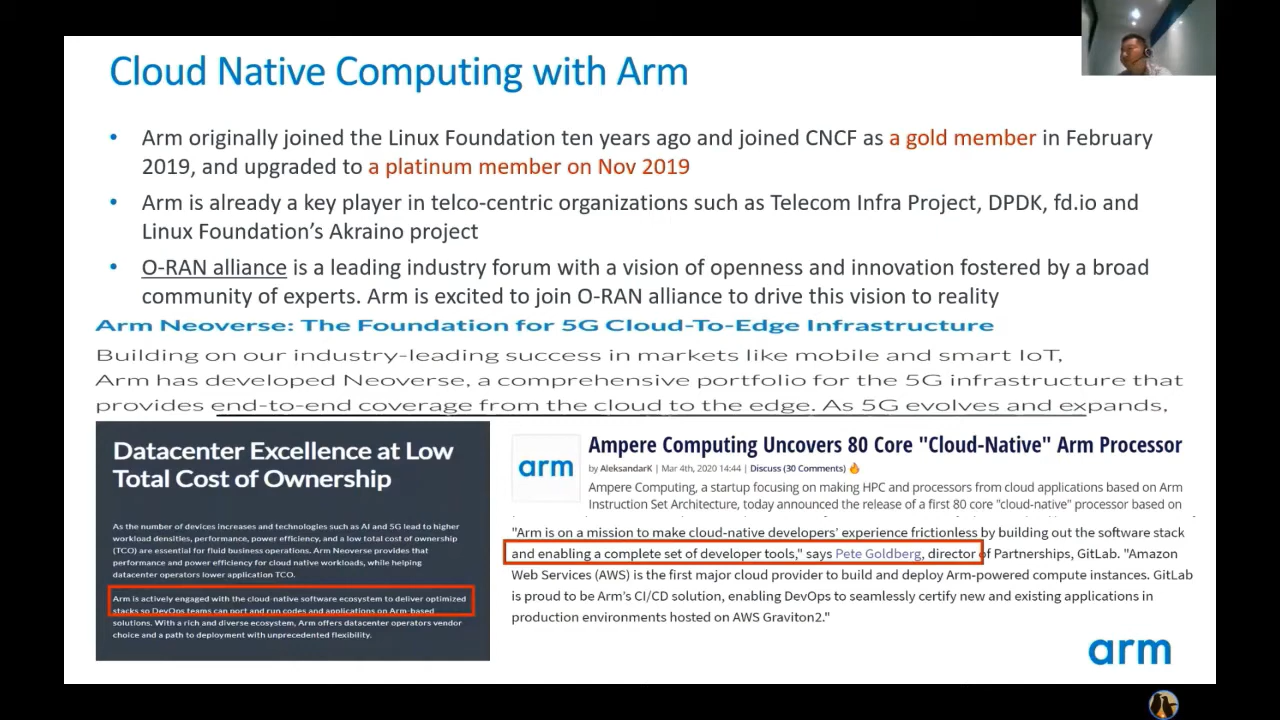 Cloud Native Computing with Arm
• Arm originally joined the Linux Foundation ten years ago and joined CNCF as a gold member in February
2019, and upgraded to a platinum member on Nov 2019
• Arm is already a key player in telco-centric organizations such as Telecom Infra Project, DPDK, fd.io and
Linux Foundation's Akraino project
• O-RAN alliance is a leading industry forum with a vision of openness and innovation fostered by a broad
community of experts. Arm is excited to join O-RAN alliance to drive this vision to reality
Arm Neoverse: The Foundation for 5G Cloud-To-Edge Infrastructure
Building on our industry-leading success in markets like mobile and smart IoT,
Arm has developed Neoverse, a comprehensive portfolio for the 5G infrastructure that
provides end-to-end coverage from the cloud to the edge. As 5G evolves and expands,
Datacenter Excellence at Low
Total Cost of Ownership
As the number of devices increases and technologies such as AI and 5G lead to higher
workload densities, performance, power efficiency, and a low total cost of ownership
(TCO) are essential for fluid business operations. Arm Neoverse provides that
performance and power efficiency for cloud native workloads, while helping
datacenter operators lower application TCO.
Arm is actively engaged with the cloud-native software ecosystem to deliver optimized
stacks so DevOps teams can port and run codes and applications on Arm-based
solutions. With a rich and diverse ecosystem, Arm offers datacenter operators vendor
choice and a path to deployment with unprecedented flexibility.
arm
Ampere Computing Uncovers 80 Core "Cloud-Native" Arm Processor
by AleksandarK | Mar 4th, 2020 14:44 | Discuss (30 Comments)
Ampere Computing, a startup focusing on making HPC and processors from cloud applications based on Arm
Instruction Set Architecture, today announced the release of a first 80 core "cloud-native" processor based on
"Arm is on a mission to make cloud-native developers' experience frictionless by building out the software stack
and enabling a complete set of developer tools," says Pete Goldberg, director of Partnerships, GitLab. "Amazon
Web Services (AWS) is the first major cloud provider to build and deploy Arm-powered compute instances. GitLab
is proud to be Arm's CI/CD solution, enabling DevOps to seamlessly certify new and existing applications in
production environments hosted on AWS Graviton2."
arm